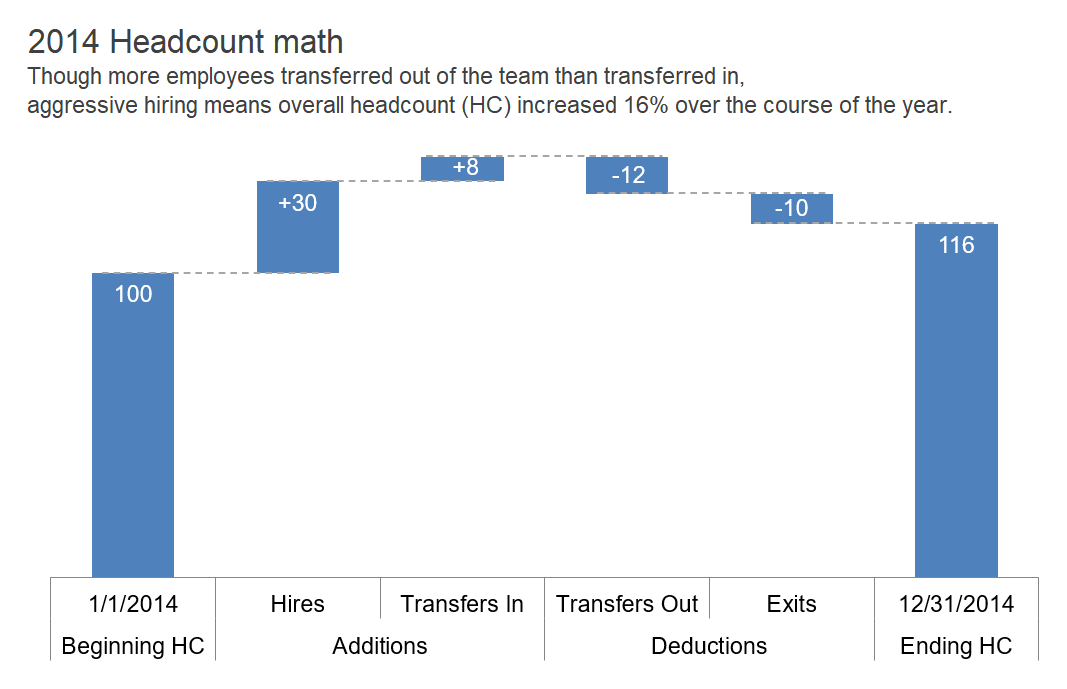 2014 Headcount math
Though more employees transferred out of the team than transferred in,
aggressive hiring means overall headcount (HC) increased 16% over the course of the year.
+8
-12
+30
-10
116
100
1/1/2014 Hires Transfers In Transfers Out Exits 12/31/2014
Beginning HC Additions Deductions Ending HC